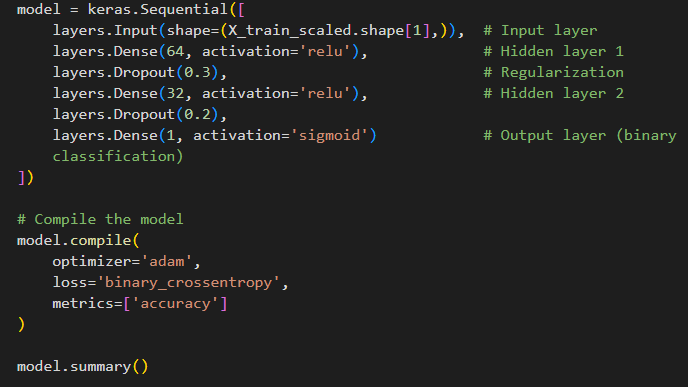 model = keras.Sequential([
    layers.Input(shape=(X_train_scaled.shape[1],)),  # Input layer
    layers.Dense(64, activation='relu'),             # Hidden layer 1
    layers.Dropout(0.3),                             # Regularization
    layers.Dense(32, activation='relu'),             # Hidden layer 2
    layers.Dropout(0.2),
    layers.Dense(1, activation='sigmoid')            # Output layer (binary
    classification)
])

# Compile the model
model.compile(
    optimizer='adam',
    loss='binary_crossentropy',
    metrics=['accuracy']
)

model.summary()